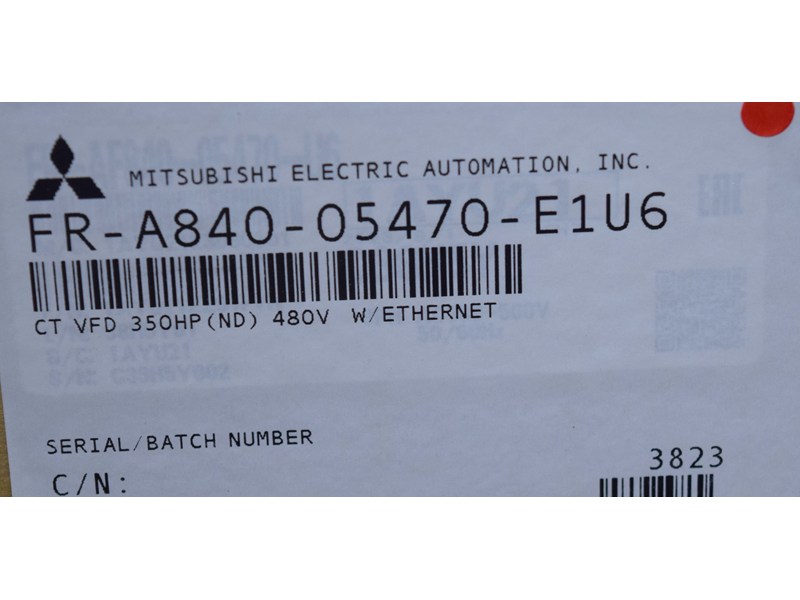 MITSUBISHI ELECTRIC AUTOMATION, INC.
FR-A840-05470-E1U6
CT VFD 350HP(ND) 480V W/ETHERNET
SERIAL/BATCH NUMBER
3823
C/N: